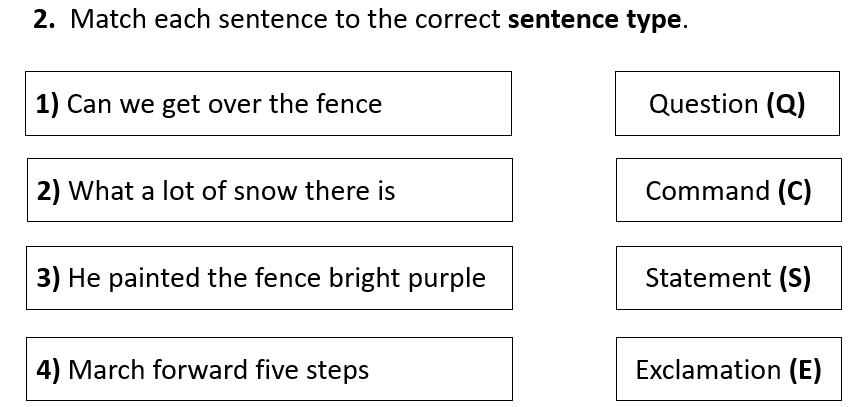 2. Match each sentence to the correct sentence type.
1) Can we get over the fence
Question (Q)
2) What a lot of snow there is
Command (C)
3) He painted the fence bright purple
Statement (S)
4) March forward five steps
Exclamation (E)